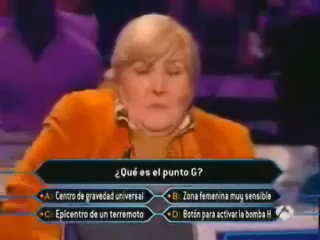 ¿Qué es el punto G?
A: Centro de gravedad universal
B: Zona femenina muy sensible
C: Epicentro de un terremoto
D: Botón para activar la bomba H